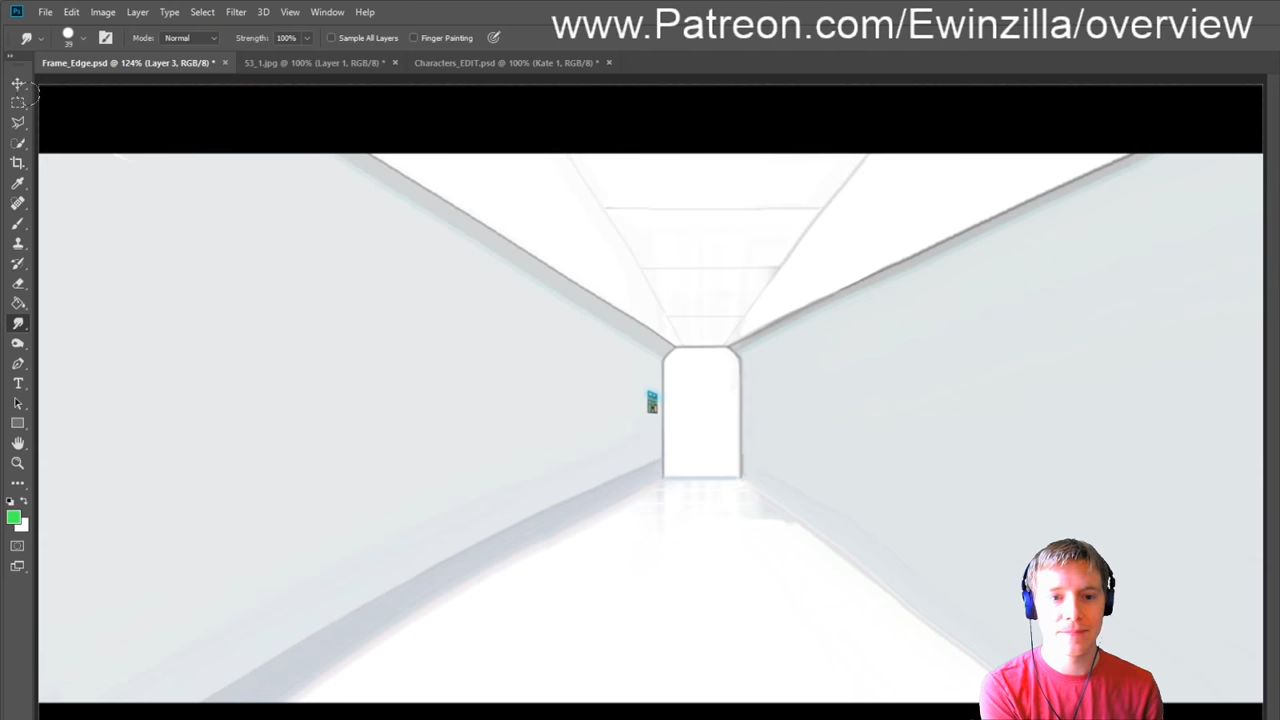 www.Patreon.com/Ewinzilla/overview
Ps File Edit Image Layer Type Select Filter 3D View Window Help
39 Mode: Normal Strength: 100% Sample All Layers Finger Painting
Frame_Edge.psd @ 124% (Layer 3, RGB/8) * × 53_1.jpg @ 100% (Layer 1, RGB/8) * × Characters_EDIT.psd @ 100% (Kate 1, RGB/8) * ×
T